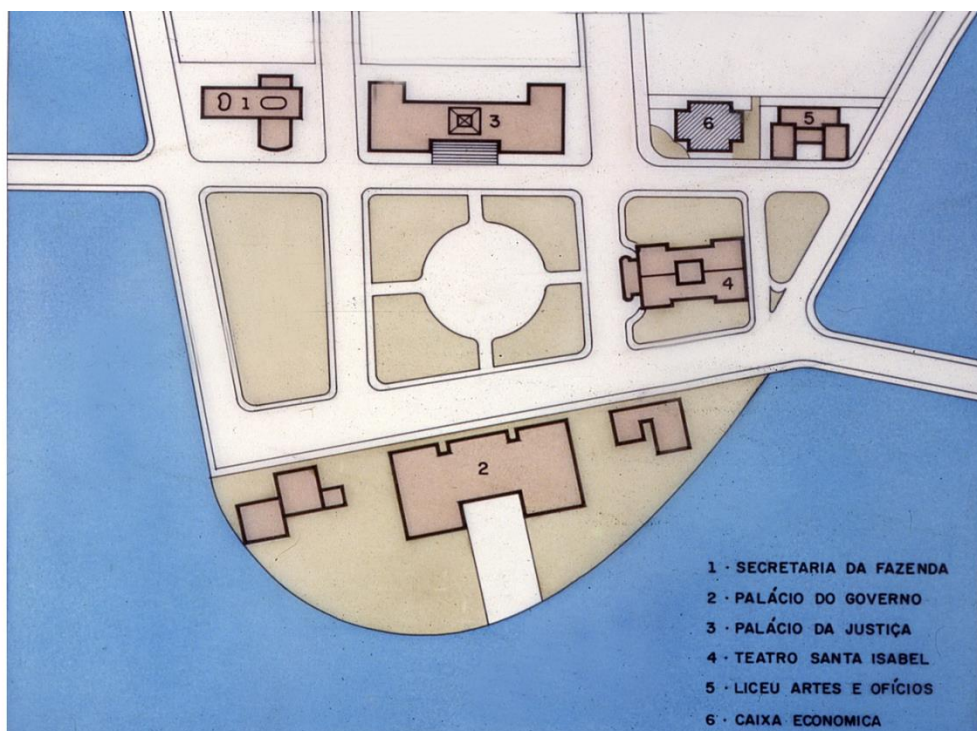 1
3
6
5
4
2
1 · SECRETARIA DA FAZENDA
2 · PALÁCIO DO GOVERNO
3 · PALÁCIO DA JUSTIÇA
4 · TEATRO SANTA ISABEL
5 · LICEU ARTES E OFÍCIOS
6 · CAIXA ECONOMICA